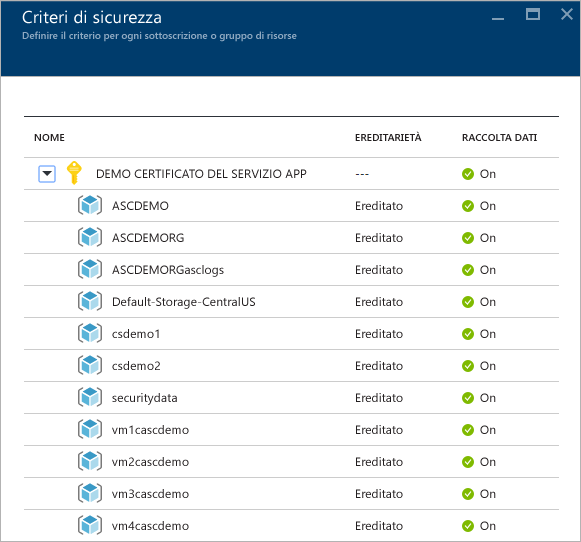 Criteri di sicurezza
Definire il criterio per ogni sottoscrizione o gruppo di risorse
NOME EREDITARIETÀ RACCOLTA DATI
DEMO CERTIFICATO DEL SERVIZIO APP --- On
ASCDEMO Ereditato On
ASCDEMORG Ereditato On
ASCDEMORGasclogs Ereditato On
Default-Storage-CentralUS Ereditato On
csdemo1 Ereditato On
csdemo2 Ereditato On
securitydata Ereditato On
vm1cascdemo Ereditato On
vm2cascdemo Ereditato On
vm3cascdemo Ereditato On
vm4cascdemo Ereditato On